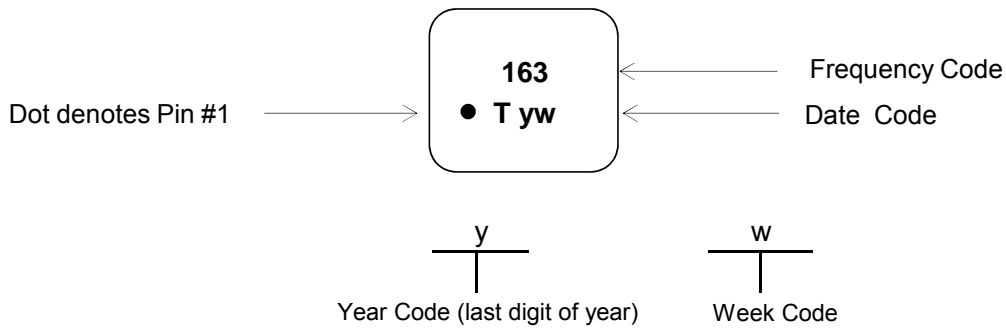 163
Frequency Code
Dot denotes Pin #1
T yw
Date Code
y
w
Year Code (last digit of year)
Week Code